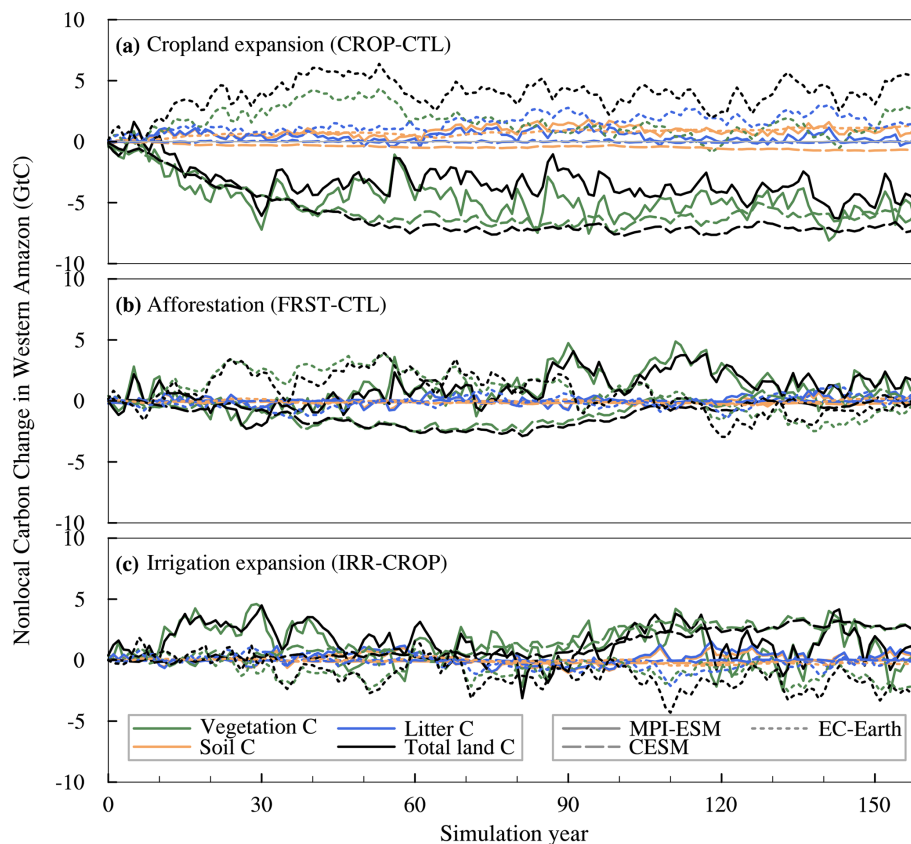 Nonlocal Carbon Change in Western Amazon (GtC)
10
(a) Cropland expansion (CROP-CTL)
5
0
-5
-10
(b) Afforestation (FRST-CTL)
5
0
-5
-10
10
(c) Irrigation expansion (IRR-CROP)
5
0
-5
Vegetation C Litter C MPI-ESM EC-Earth
Soil C Total land C CESM
-10
0 30 60 90 120 150
Simulation year